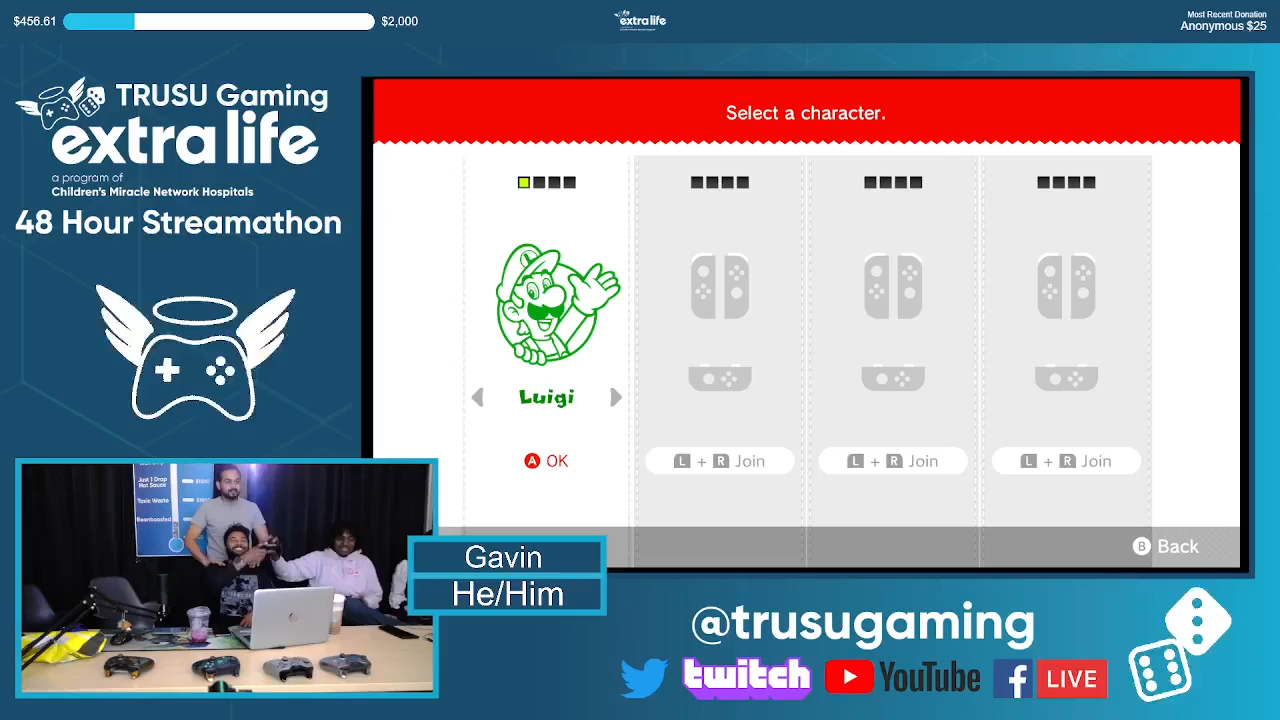 $456.61
$2,000
extra life
Most Recent Donation
Anonymous $25
TRUSU Gaming
extra life
a program of
Children's Miracle Network Hospitals
48 Hour Streamathon
Select a character.
Luigi
A OK
L + R Join
L + R Join
L + R Join
B Back
Just 1 Drop
Hot Sauce
$1500
Toxic Waste
Beanboozled
Gavin
He/Him
@trusugaming
twitch
YouTube
f LIVE